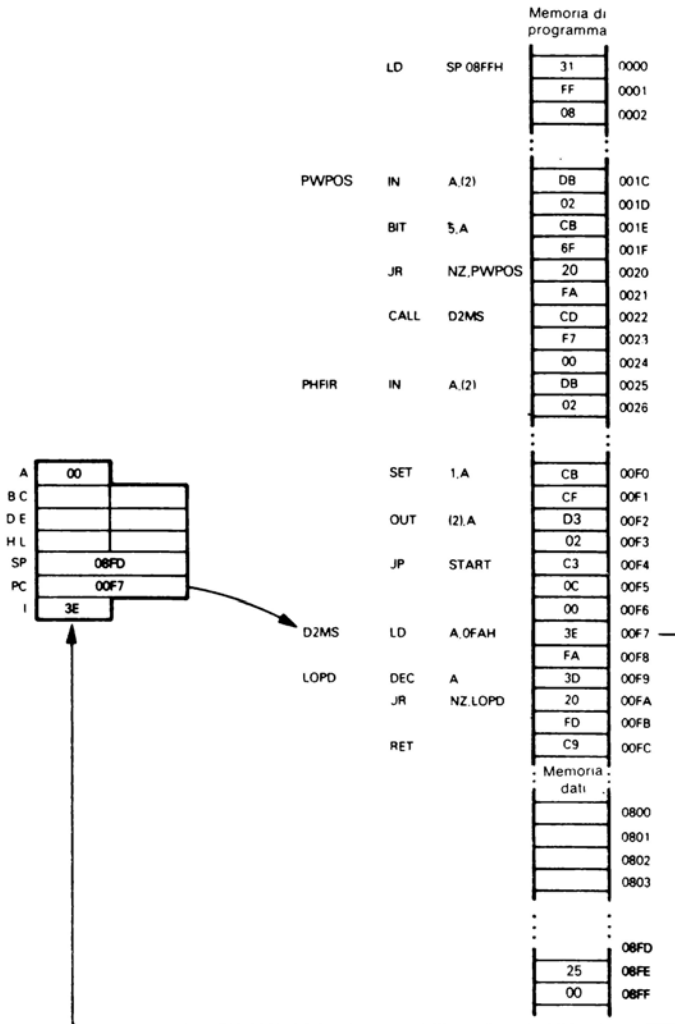 Memoria di
programma
LD SP 08FFH 31 0000
FF 0001
08 0002
PWPOS IN A,(2) DB 001C
02 001D
BIT 5,A CB 001E
6F 001F
JR NZ,PWPOS 20 0020
FA 0021
CALL D2MS CD 0022
F7 0023
00 0024
PHFIR IN A,(2) DB 0025
02 0026
A 00
B C
D E
H L
SP 08FD
PC 00F7
I 3E
SET 1,A CB 00F0
CF 00F1
OUT (2),A D3 00F2
02 00F3
JP START C3 00F4
0C 00F5
00 00F6
D2MS LD A,0FAH 3E 00F7
FA 00F8
LOPD DEC A 3D 00F9
JR NZ,LOPD 20 00FA
FD 00FB
RET C9 00FC
Memoria
dati
0800
0801
0802
0803
08FD
25 08FE
00 08FF